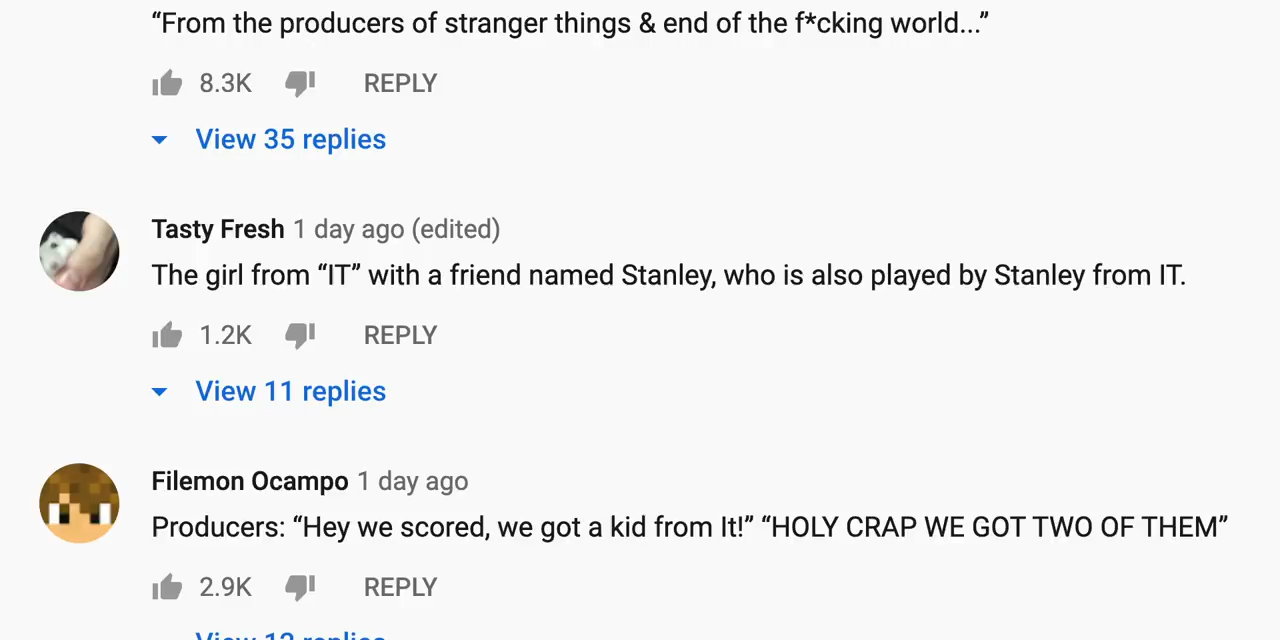 “From the producers of stranger things & end of the f*cking world...”
8.3K REPLY
View 35 replies
Tasty Fresh 1 day ago (edited)
The girl from “IT” with a friend named Stanley, who is also played by Stanley from IT.
1.2K REPLY
View 11 replies
Filemon Ocampo 1 day ago
Producers: “Hey we scored, we got a kid from It!” “HOLY CRAP WE GOT TWO OF THEM”
2.9K REPLY
View 12 replies